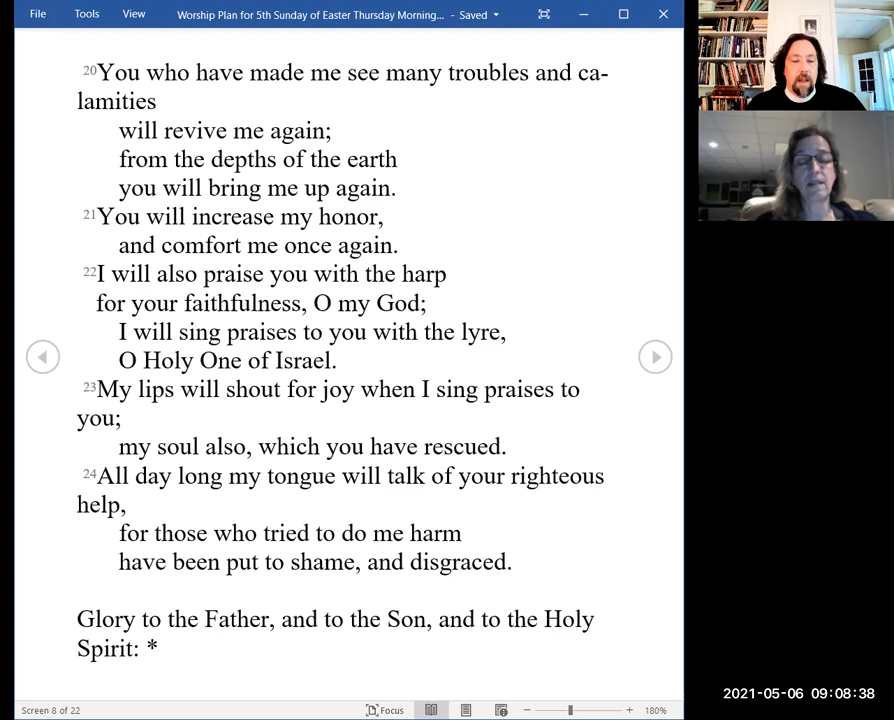 File Tools View Worship Plan for 5th Sunday of Easter Thursday Morning... - Saved
20You who have made me see many troubles and ca-
lamities
will revive me again;
from the depths of the earth
you will bring me up again.
21You will increase my honor,
and comfort me once again.
22I will also praise you with the harp
for your faithfulness, O my God;
I will sing praises to you with the lyre,
O Holy One of Israel.
23My lips will shout for joy when I sing praises to
you;
my soul also, which you have rescued.
24All day long my tongue will talk of your righteous
help,
for those who tried to do me harm
have been put to shame, and disgraced.
Glory to the Father, and to the Son, and to the Holy
Spirit: *
Screen 8 of 22 Focus 180%
2021-05-06 09:08:38